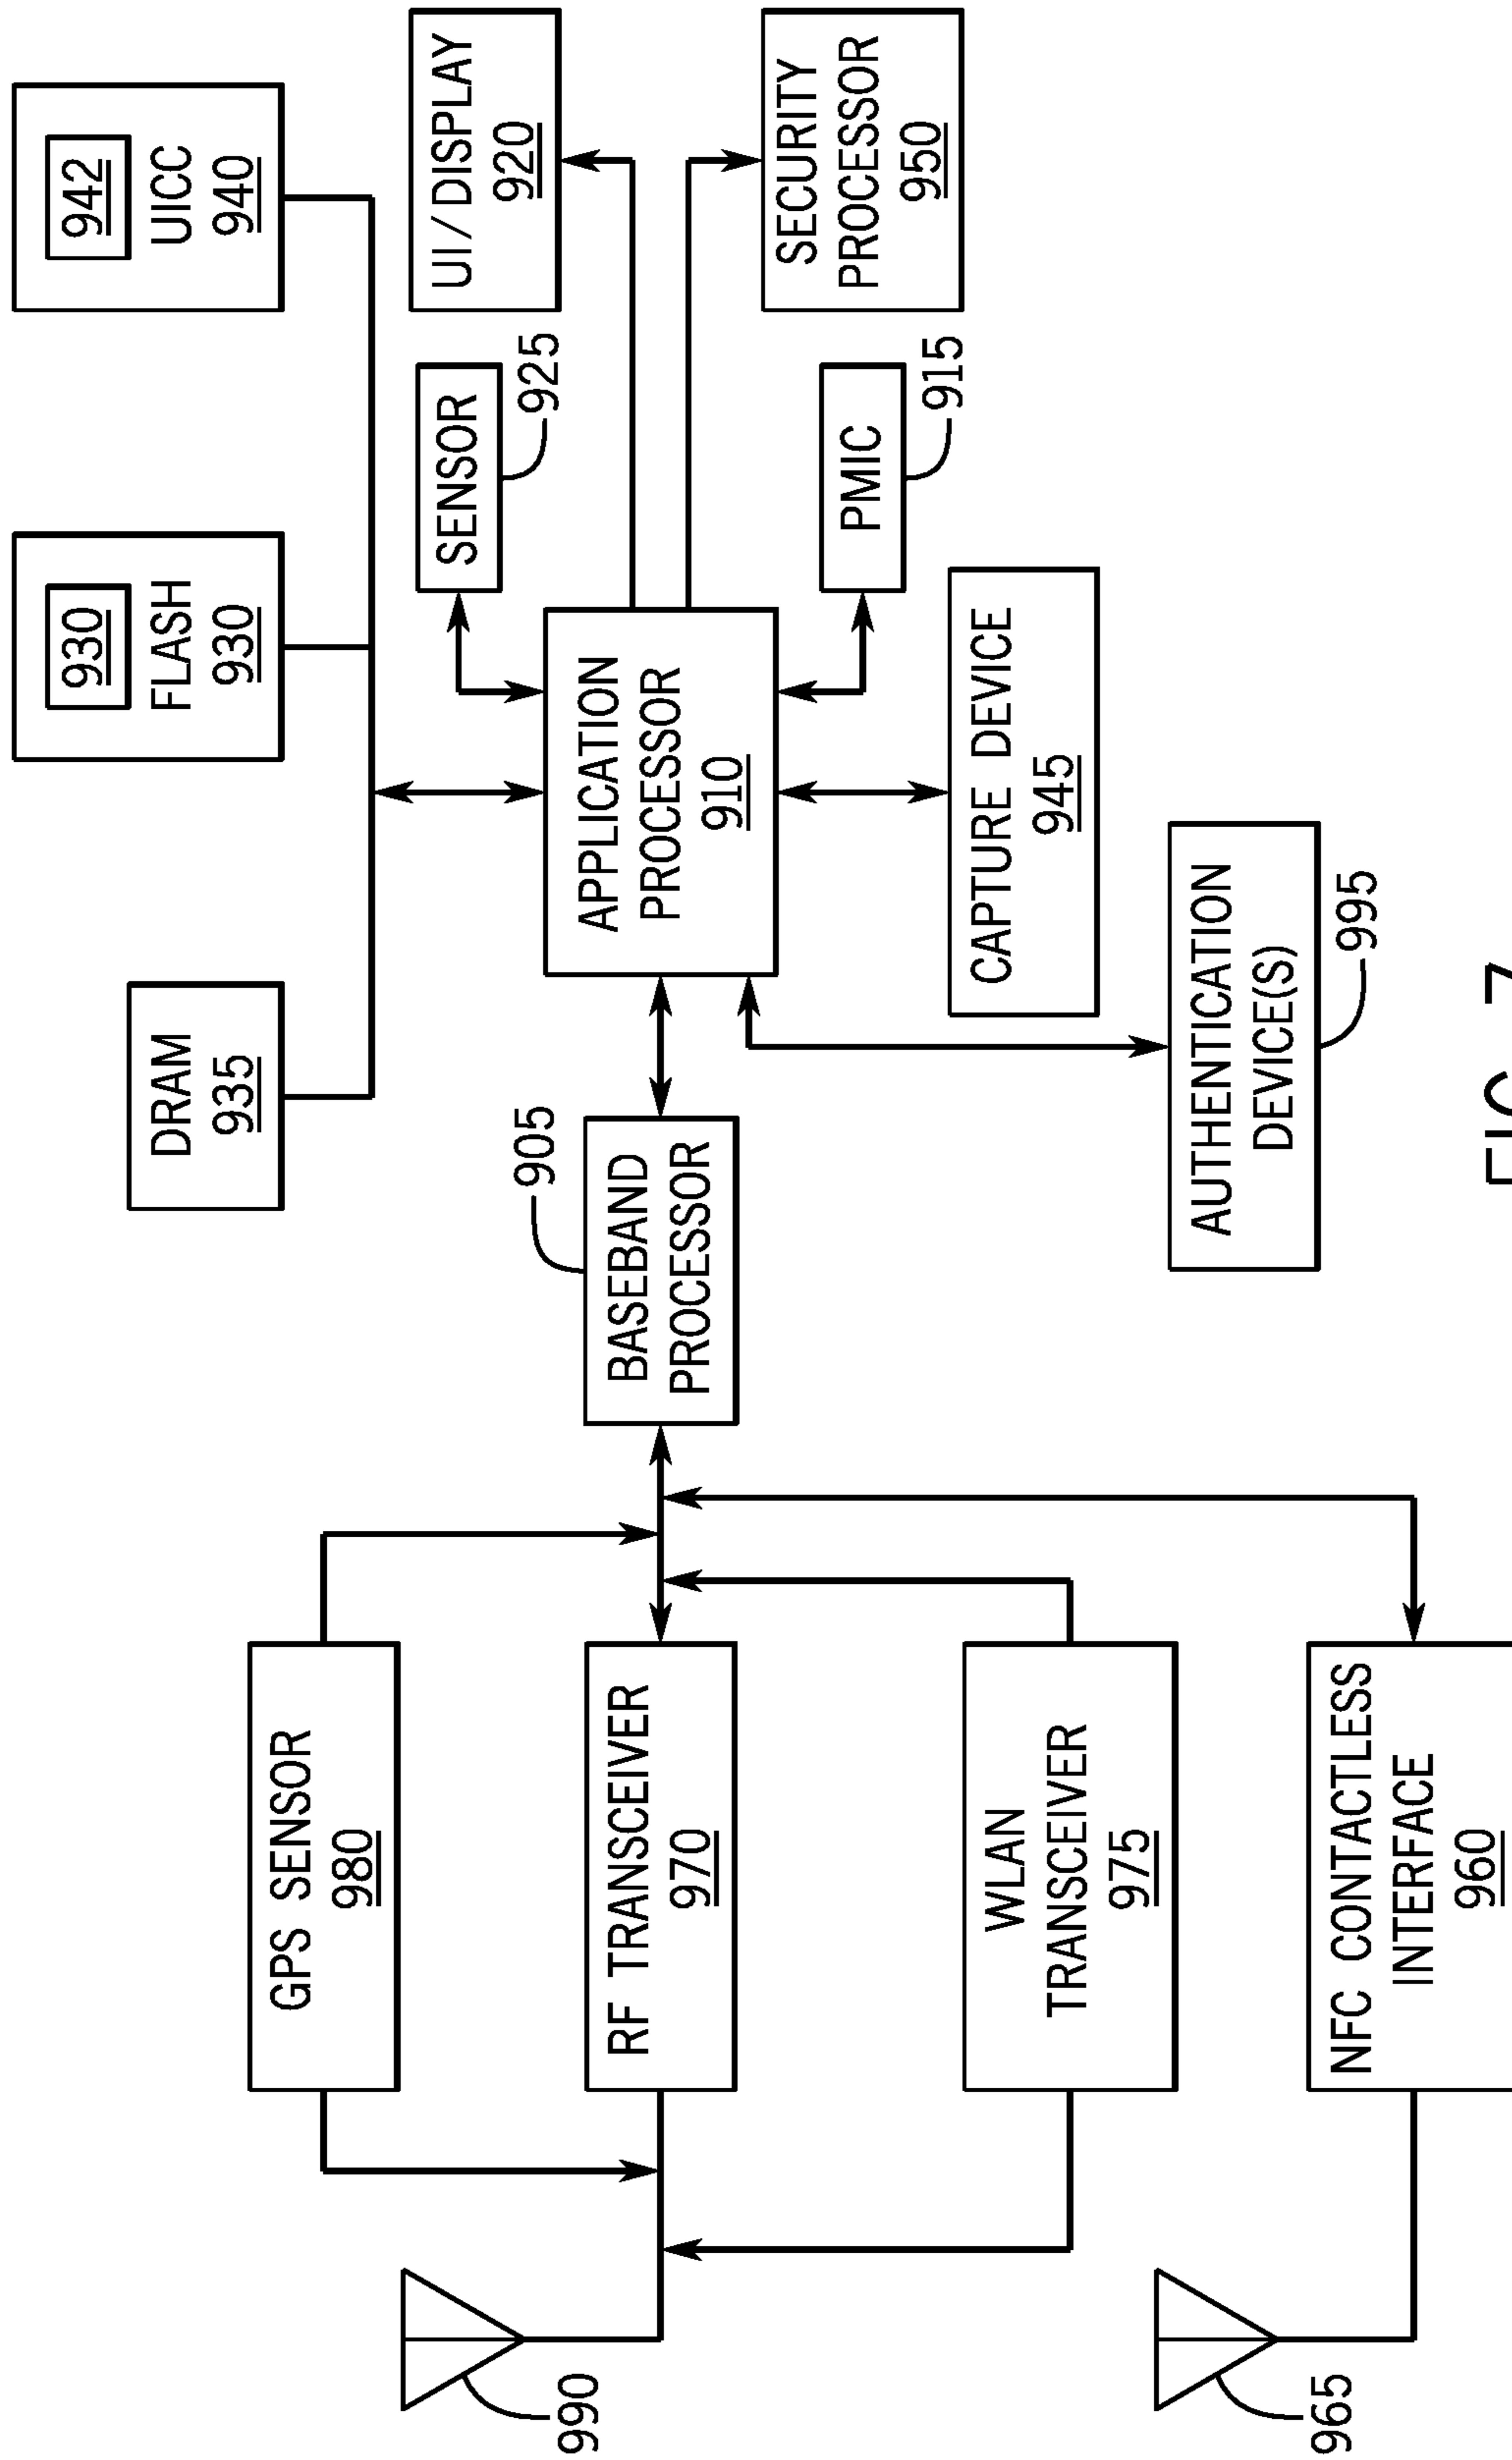 DRAM
935
930
FLASH
930
942
UICC
940
GPS SENSOR
980
990
RF TRANSCEIVER
970
905
BASEBAND
PROCESSOR
APPLICATION
PROCESSOR
910
SENSOR
925
UI/DISPLAY
920
SECURITY
PROCESSOR
950
PMIC
915
WLAN
TRANSCEIVER
975
CAPTURE DEVICE
945
AUTHENTICATION
DEVICE(S)
995
965
NFC CONTACTLESS
INTERFACE
960